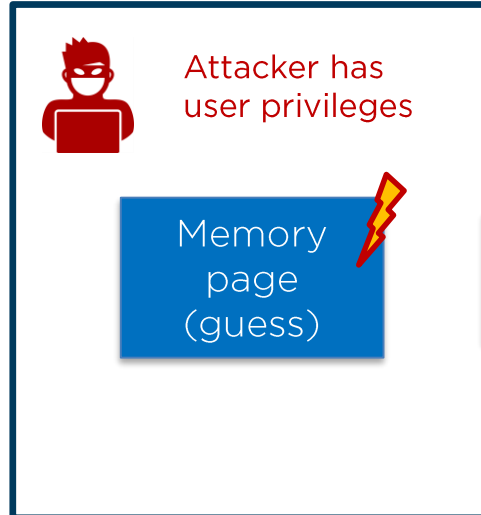 Attacker has
user privileges
Memory
page
(guess)